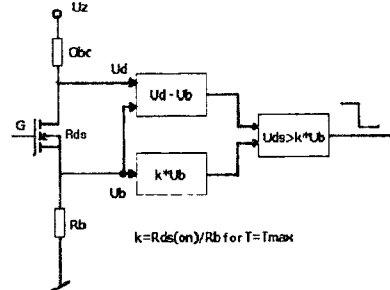 Uz
Obc
Ud
Ud - Ub
G
Rds
Uds>k*Ub
k*Ub
Ub
Rb
k=Rds(on)/Rb for T=Tmax